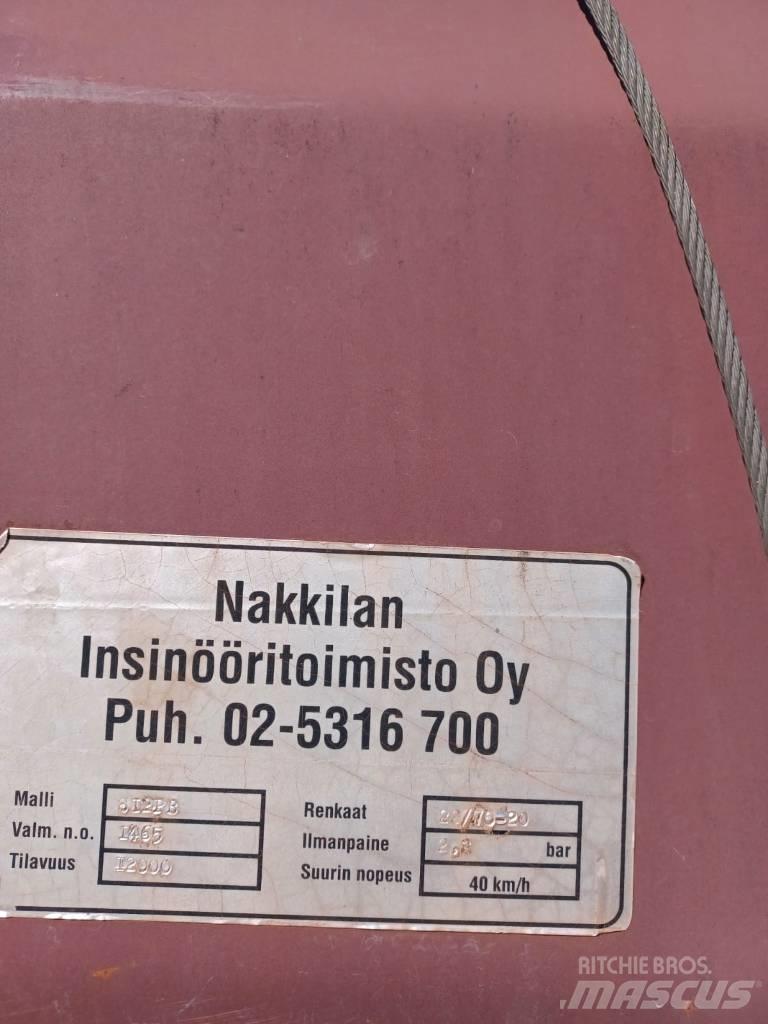 Nakkilan
Insinööritoimisto Oy
Puh. 02-5316 700
Malli
Valm. n.o. 1465
Tilavuus 12000
Renkaat
Ilmanpaine bar
Suurin nopeus 40 km/h
RITCHIE BROS.
MASCUS